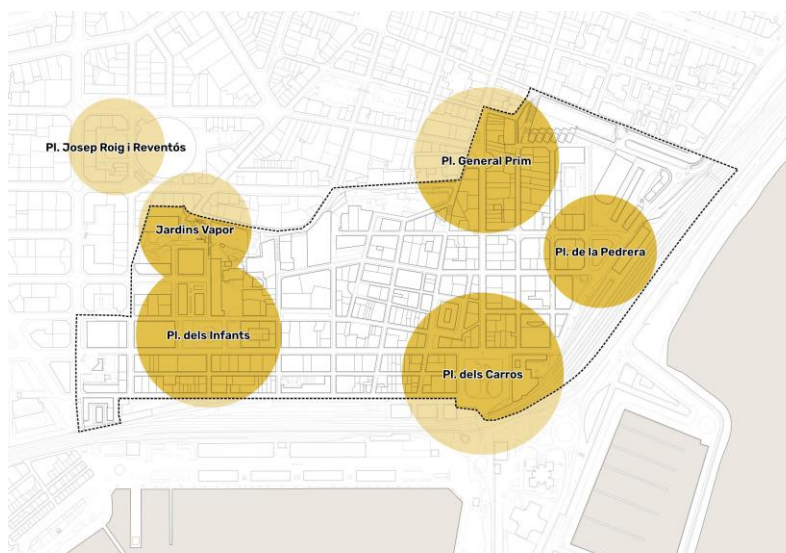 Pl. Josep Roig i Reventós
Pl. General Prim
Jardins Vapor
Pl. de la Pedrera
Pl. dels Infants
Pl. dels Carros